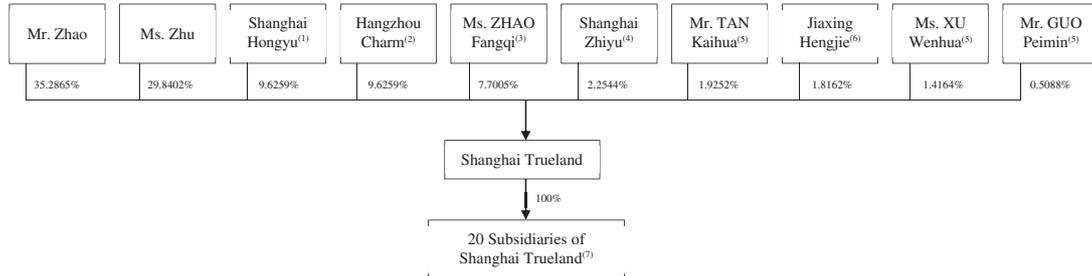 Mr. Zhao
Ms. Zhu
Shanghai
Hongyu(1)
Hangzhou
Charm(2)
Ms. ZHAO
Fangqi(3)
Shanghai
Zhiyu(4)
Mr. TAN
Kaihua(5)
Jiaxing
Hengjie(6)
Ms. XU
Wenhua(5)
Mr. GUO
Peimin(5)
35.2865%
29.8402%
9.6259%
9.6259%
7.7005%
2.2544%
1.9252%
1.8162%
1.4164%
0.5088%
Shanghai Trueland
100%
20 Subsidiaries of
Shanghai Trueland(7)